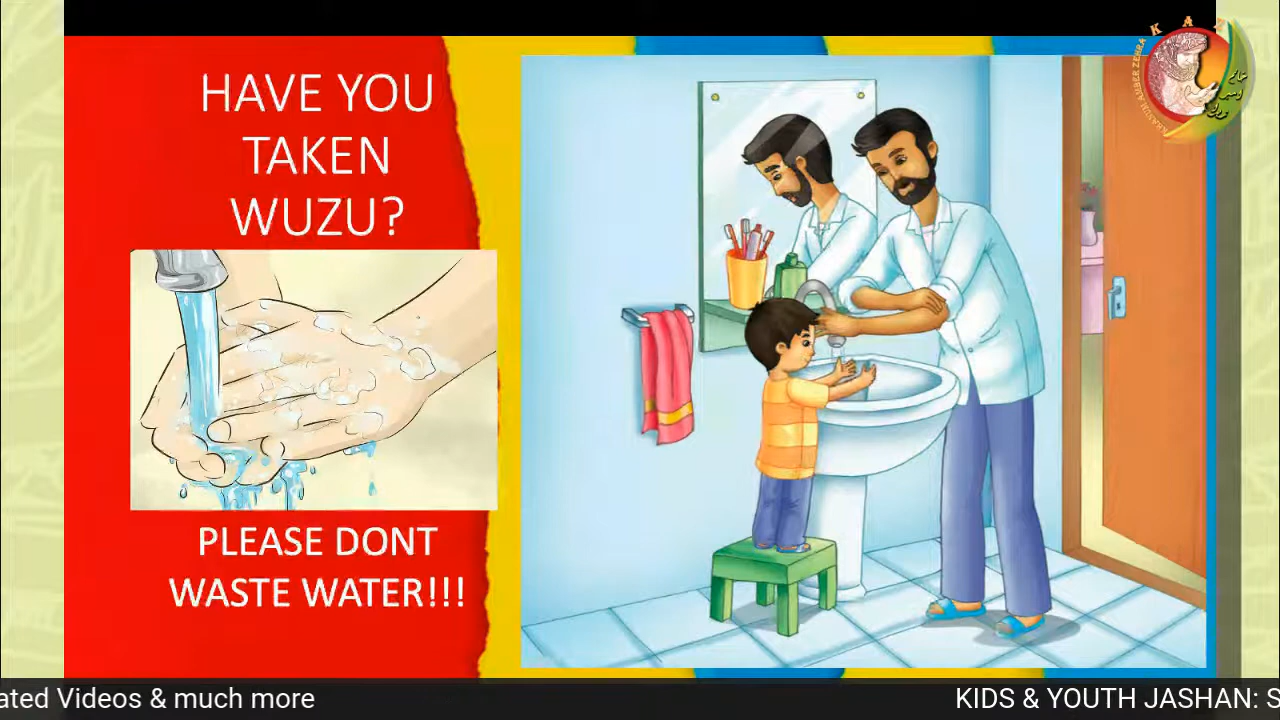 HAVE YOU
TAKEN
WUZU?
PLEASE DONT
WASTE WATER!!!
K A Z
ated Videos & much more
KIDS & YOUTH JASHAN: S